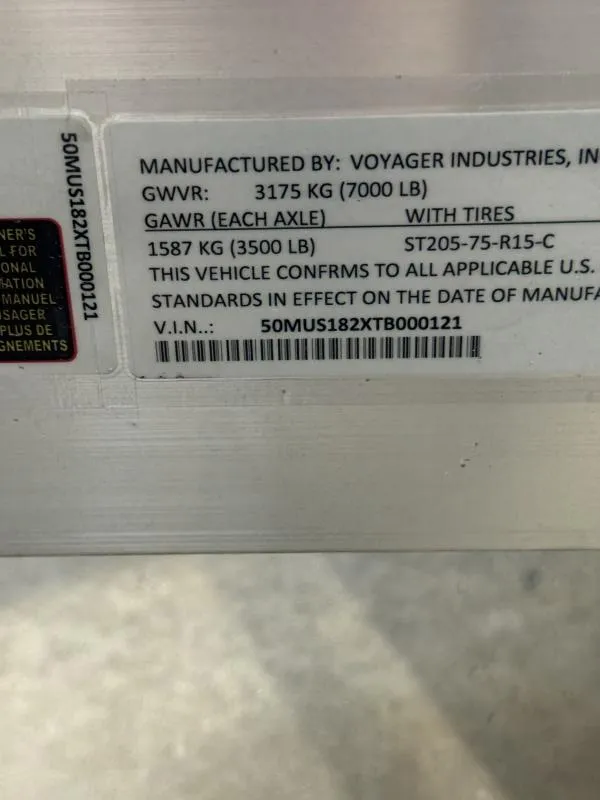 50MUS182XTB000121
NER'S
L FOR
ONAL
MATION
MANUEL
USAGER
PLUS DE
GNEMENTS
MANUFACTURED BY: VOYAGER INDUSTRIES, IN
GWVR: 3175 KG (7000 LB)
GAWR (EACH AXLE) WITH TIRES
1587 KG (3500 LB) ST205-75-R15-C
THIS VEHICLE CONFRMS TO ALL APPLICABLE U.S.
STANDARDS IN EFFECT ON THE DATE OF MANUFA
V.I.N..: 50MUS182XTB000121